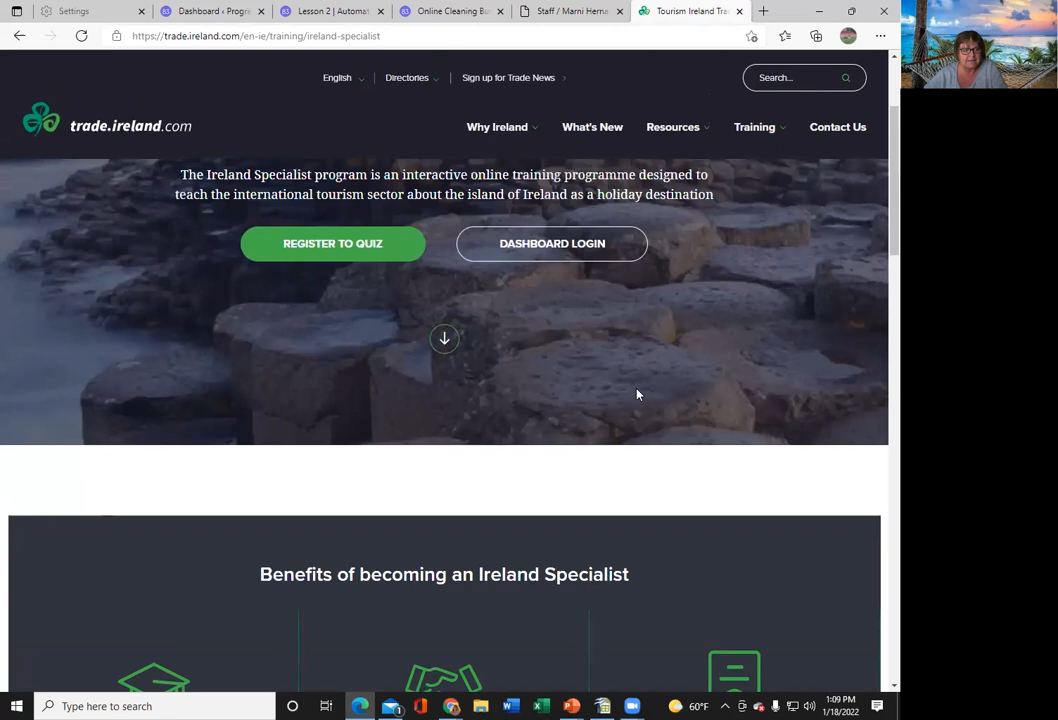 Settings
Dashboard ‹ Progre
Lesson 2 | Automat
Online Cleaning Bu
Staff / Marni Herna
Tourism Ireland Tra
https://trade.ireland.com/en-ie/training/ireland-specialist
English
Directories
Sign up for Trade News
Search...
trade.ireland.com
Why Ireland
What's New
Resources
Training
Contact Us
The Ireland Specialist program is an interactive online training programme designed to
teach the international tourism sector about the island of Ireland as a holiday destination
REGISTER TO QUIZ
DASHBOARD LOGIN
Benefits of becoming an Ireland Specialist
Type here to search
60°F
1:09 PM
1/18/2022